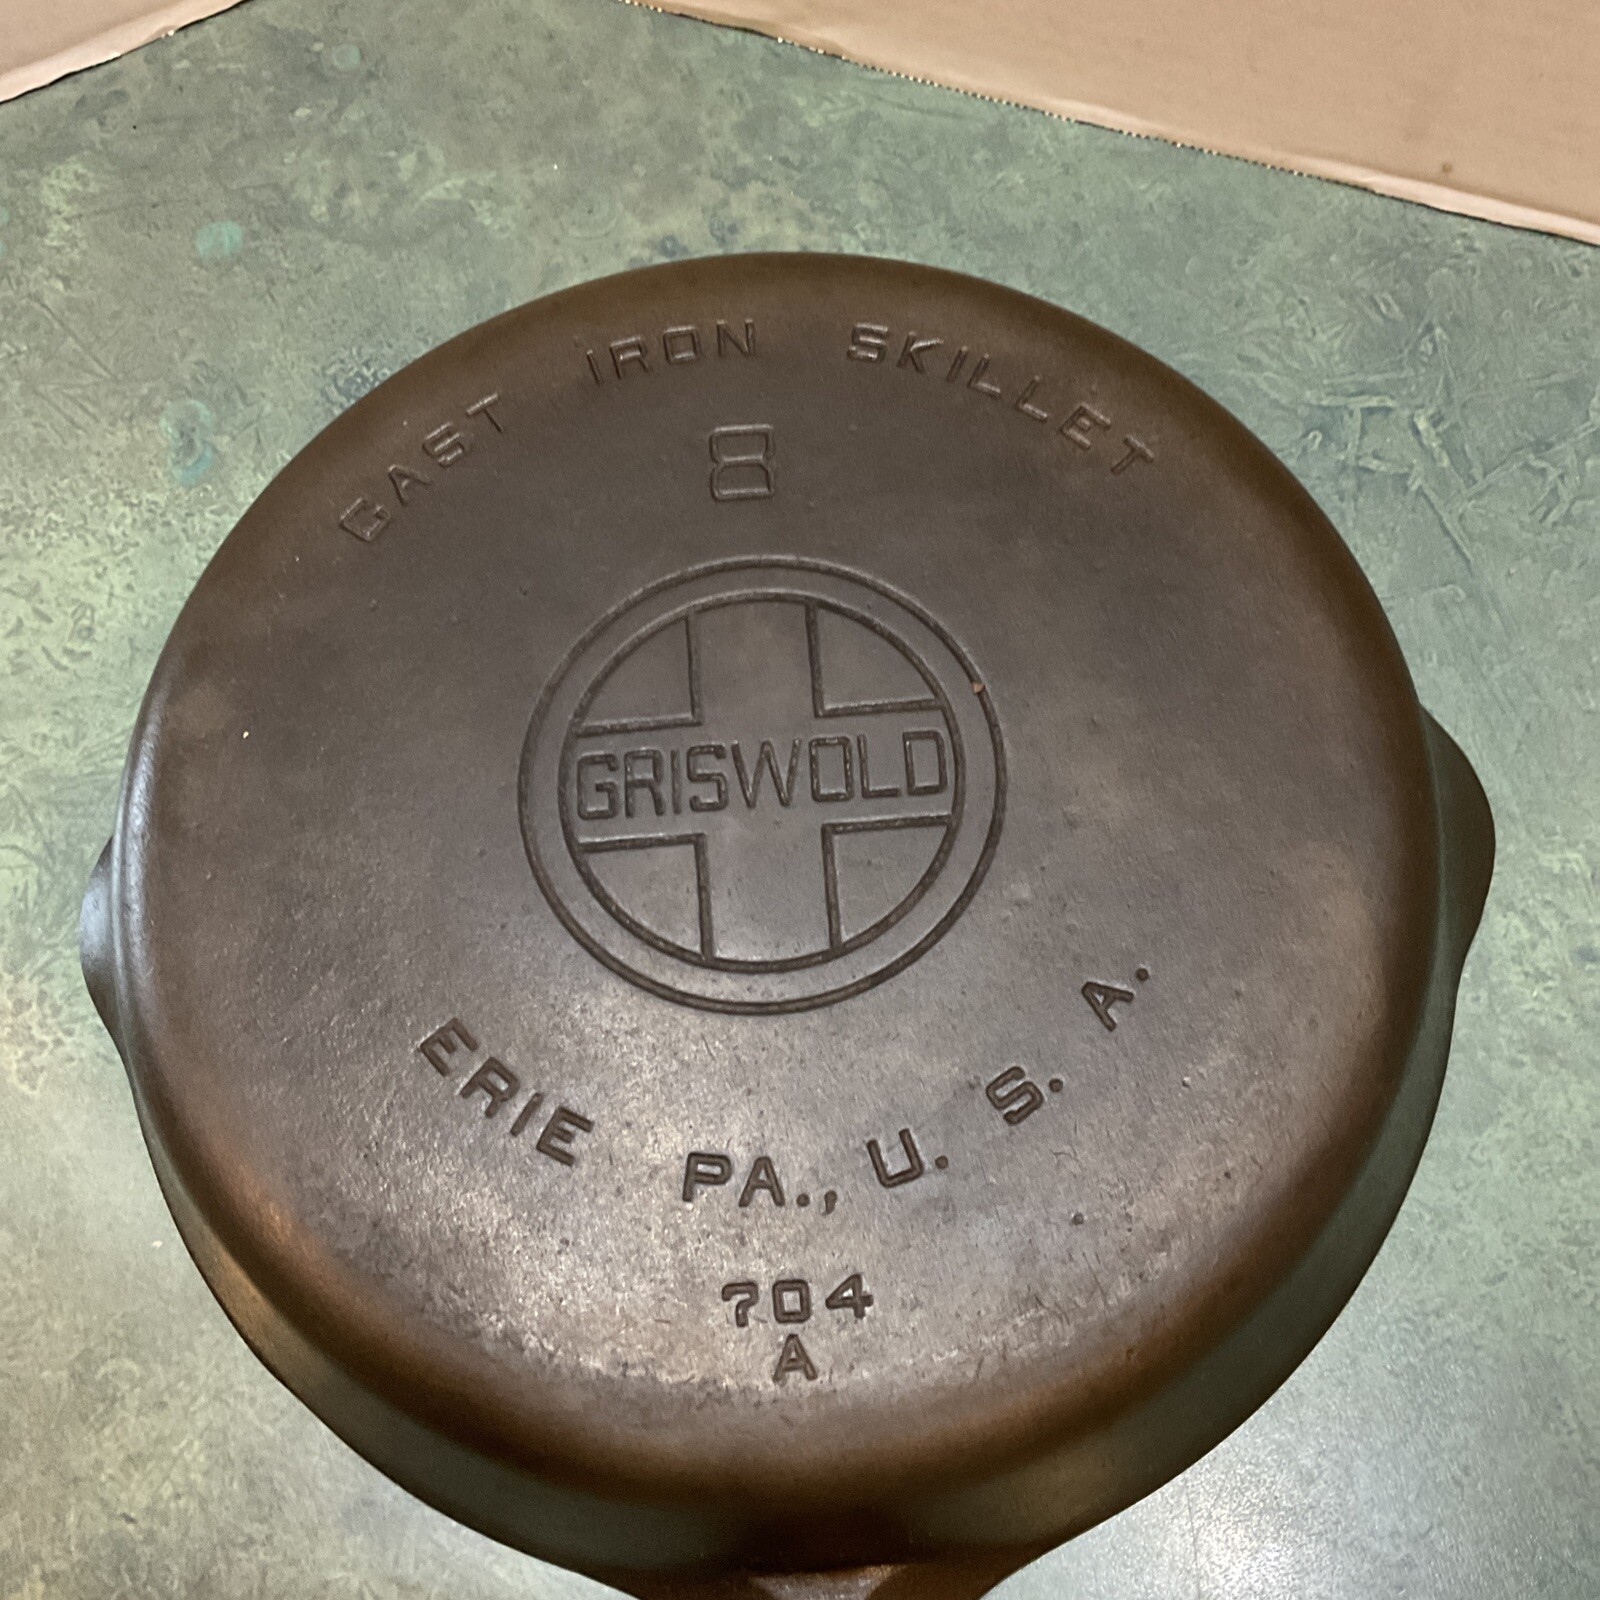 CAST IRON SKILLET
8
GRISWOLD
ERIE PA., U. S. A.
704
A